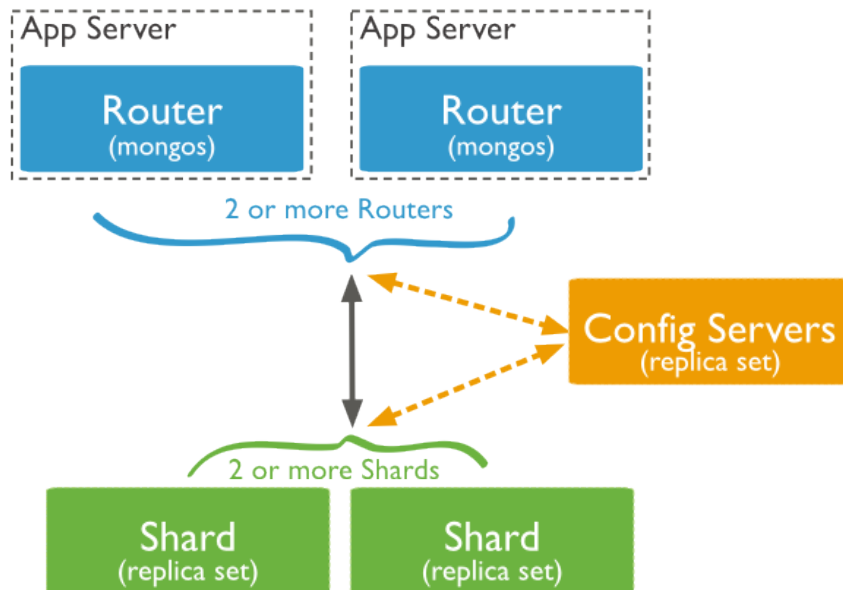 App Server
App Server
Router
(mongos)
Router
(mongos)
2 or more Routers
Config Servers
(replica set)
2 or more Shards
Shard
(replica set)
Shard
(replica set)